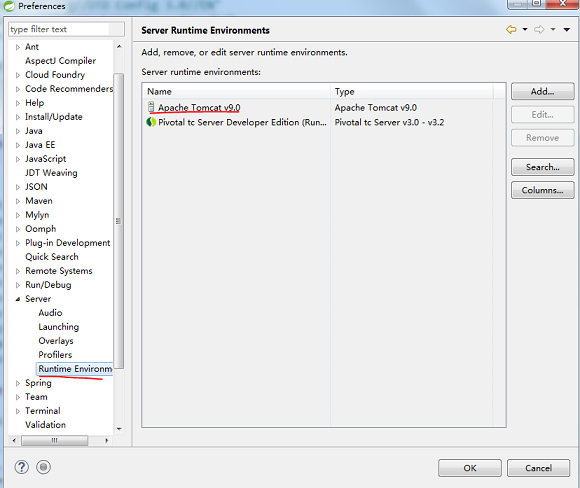 Preferences
type filter text
Ant
AspectJ Compiler
Cloud Foundry
Code Recommenders
Help
Install/Update
Java
Java EE
JavaScript
JDT Weaving
JSON
Maven
Mylyn
Oomph
Plug-in Development
Quick Search
Remote Systems
Run/Debug
Server
Audio
Launching
Overlays
Profilers
Runtime Environm
Spring
Team
Terminal
Validation
Server Runtime Environments
Add, remove, or edit server runtime environments.
Server runtime environments:
Name Type
Apache Tomcat v9.0 Apache Tomcat v9.0
Pivotal tc Server Developer Edition (Run... Pivotal tc Server v3.0 - v3.2
Add...
Edit...
Remove
Search...
Columns...
OK Cancel